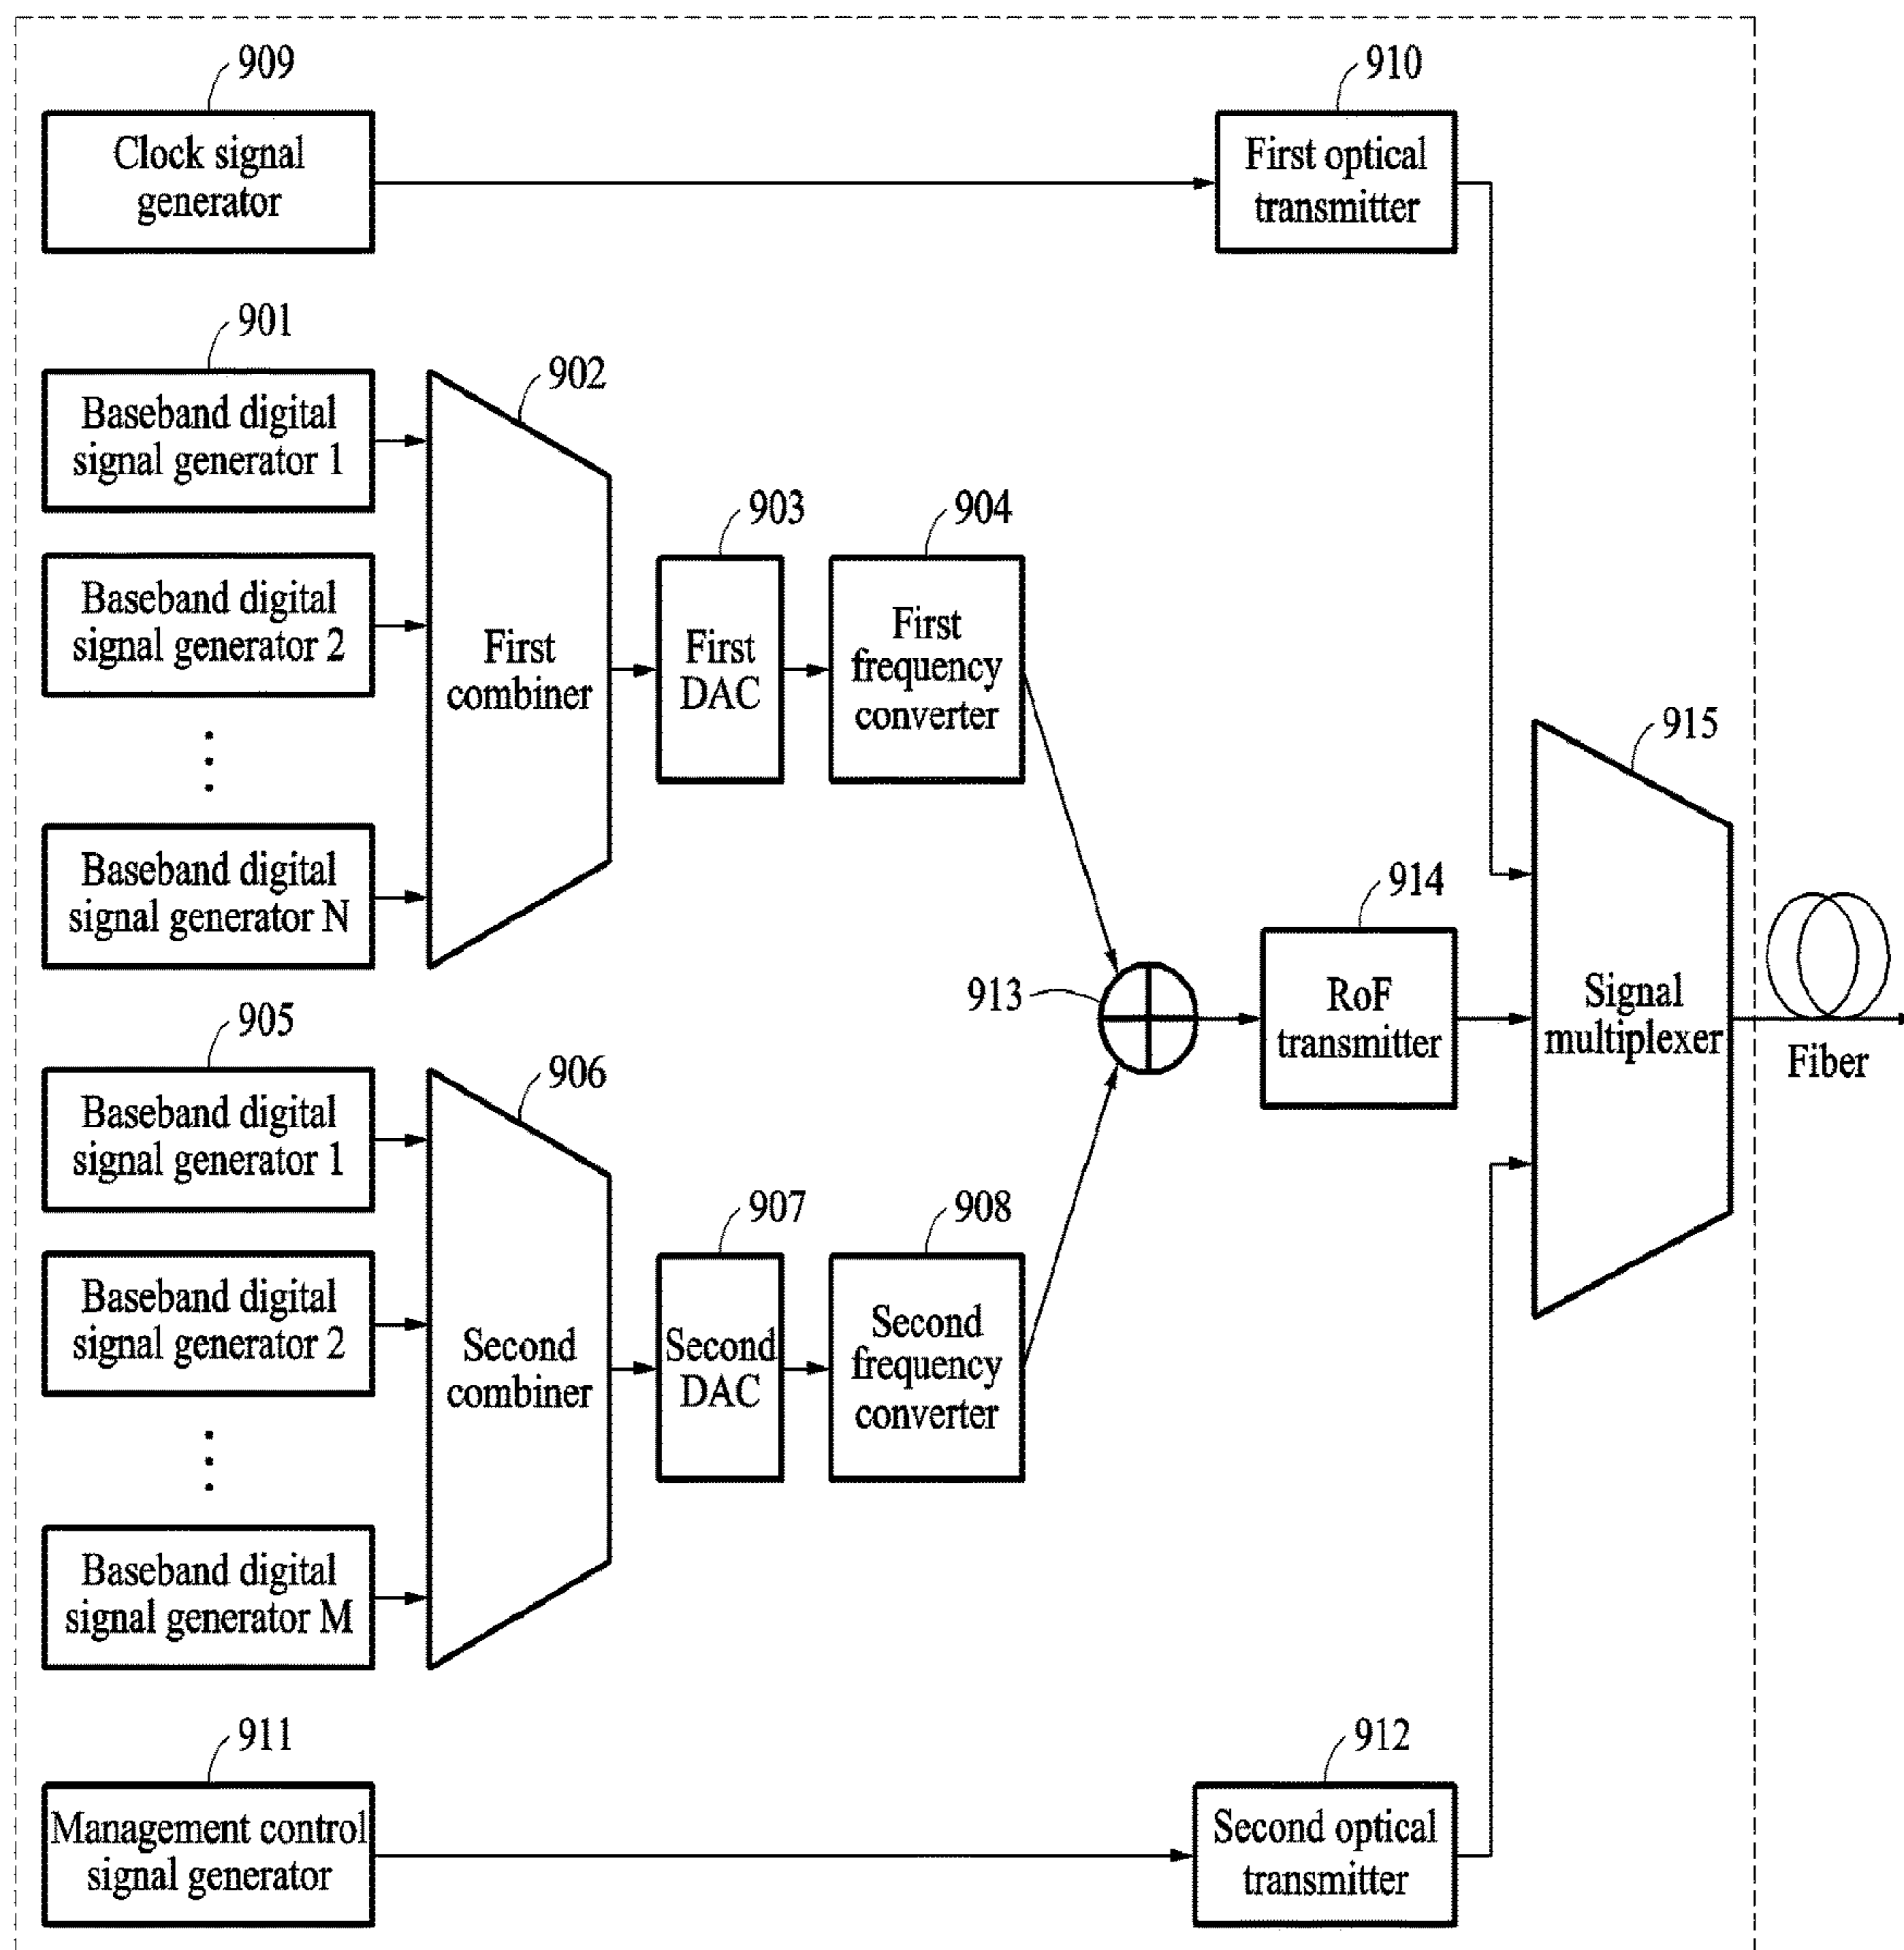 909
Clock signal
generator
910
First optical
transmitter
901
Baseband digital
signal generator 1
902
First
combiner
Baseband digital
signal generator 2
Baseband digital
signal generator N
903
First
DAC
904
First
frequency
converter
905
Baseband digital
signal generator 1
906
Second
combiner
Baseband digital
signal generator 2
Baseband digital
signal generator M
907
Second
DAC
908
Second
frequency
converter
913
914
RoF
transmitter
915
Signal
multiplexer
Fiber
911
Management control
signal generator
912
Second optical
transmitter